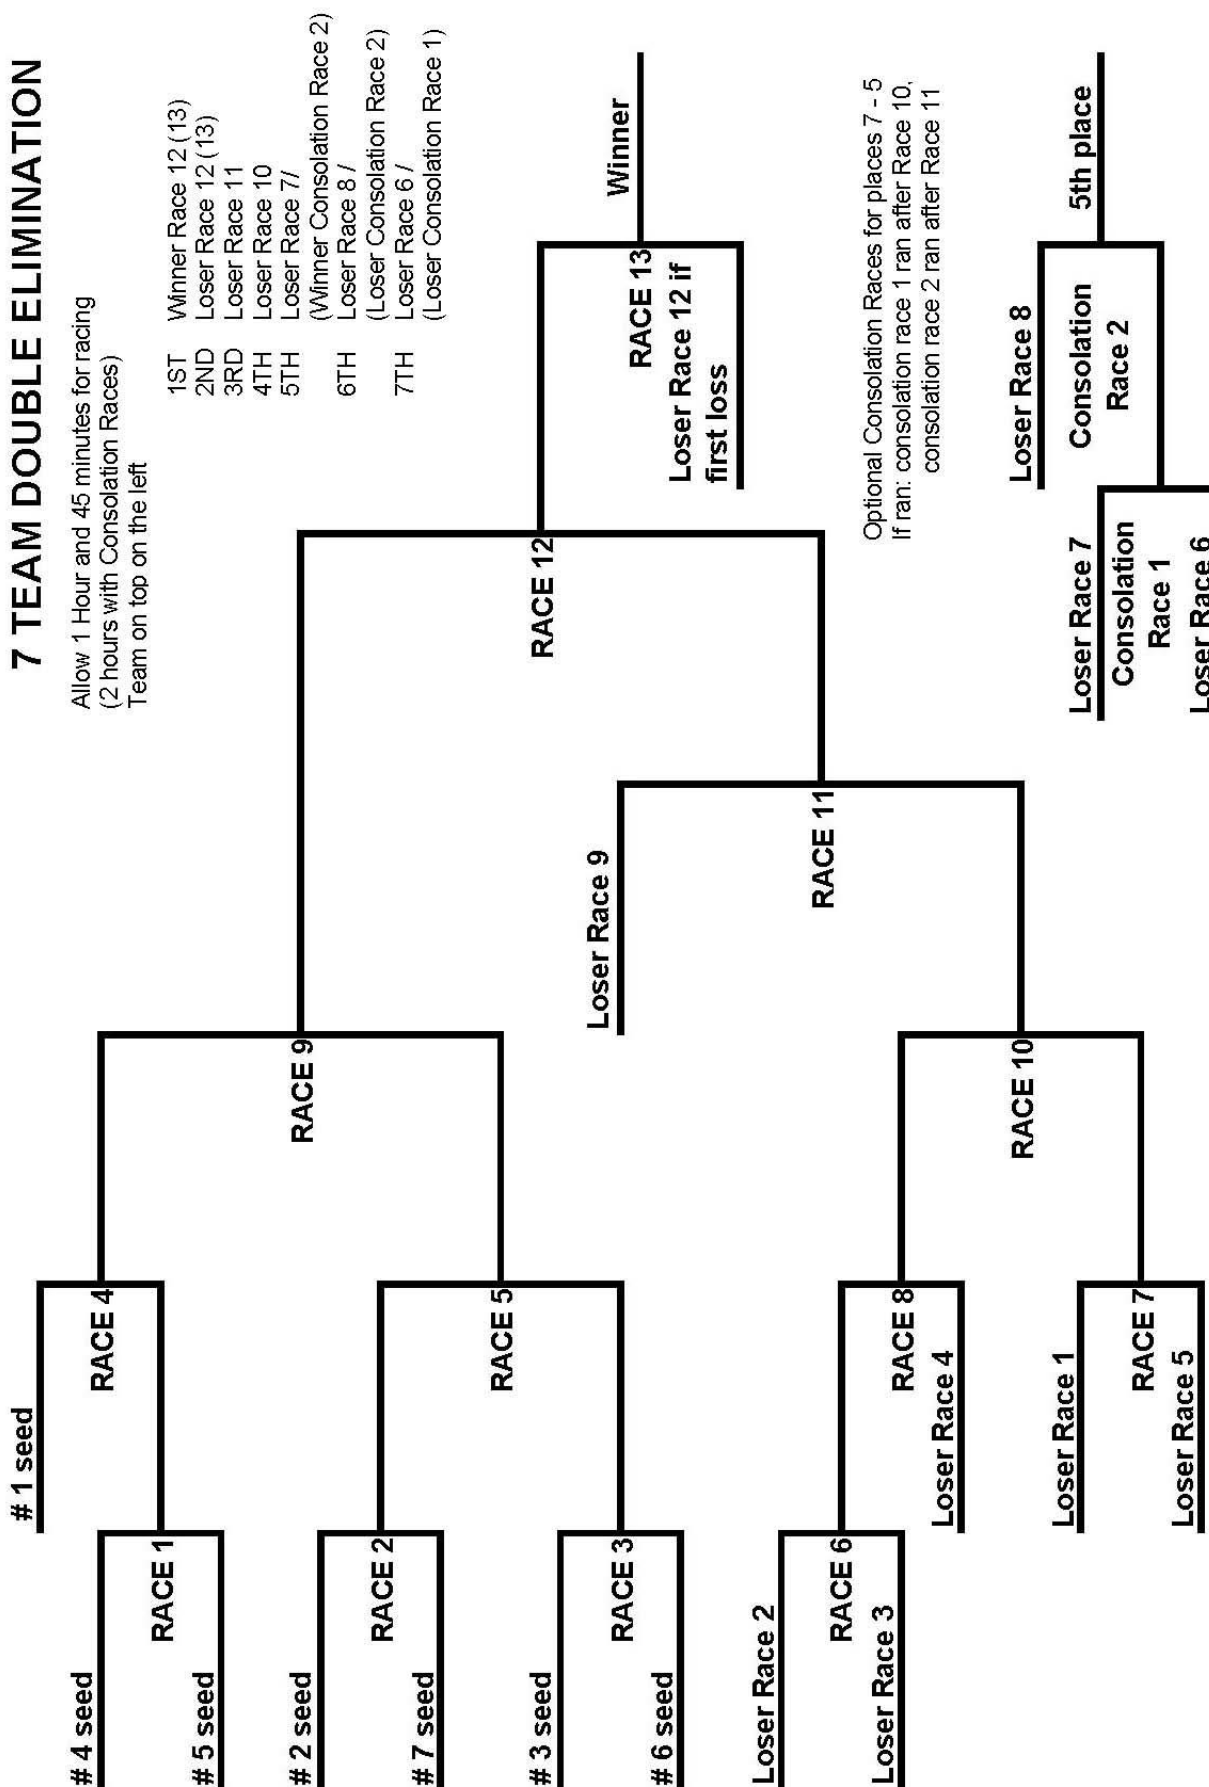 7 TEAM DOUBLE ELIMINATION
Allow 1 Hour and 45 minutes for racing
(2 hours with Consolation Races)
Team on top on the left
1ST Winner Race 12 (13)
2ND Loser Race 12 (13)
3RD Loser Race 11
4TH Loser Race 10
5TH Loser Race 7/
(Winner Consolation Race 2)
6TH Loser Race 8 /
(Loser Consolation Race 2)
7TH Loser Race 6 /
(Loser Consolation Race 1)
# 1 seed
RACE 4
# 4 seed
RACE 1
# 5 seed
RACE 9
# 2 seed
RACE 2
# 7 seed
RACE 5
# 3 seed
RACE 3
# 6 seed
RACE 12
Winner
RACE 13
Loser Race 12 if
first loss
Loser Race 9
RACE 11
Loser Race 2
RACE 6
Loser Race 3
RACE 8
Loser Race 4
RACE 10
Loser Race 1
RACE 7
Loser Race 5
Optional Consolation Races for places 7 - 5
If ran: consolation race 1 ran after Race 10,
consolation race 2 ran after Race 11
Loser Race 8
Consolation
Race 2
5th place
Loser Race 7
Consolation
Race 1
Loser Race 6